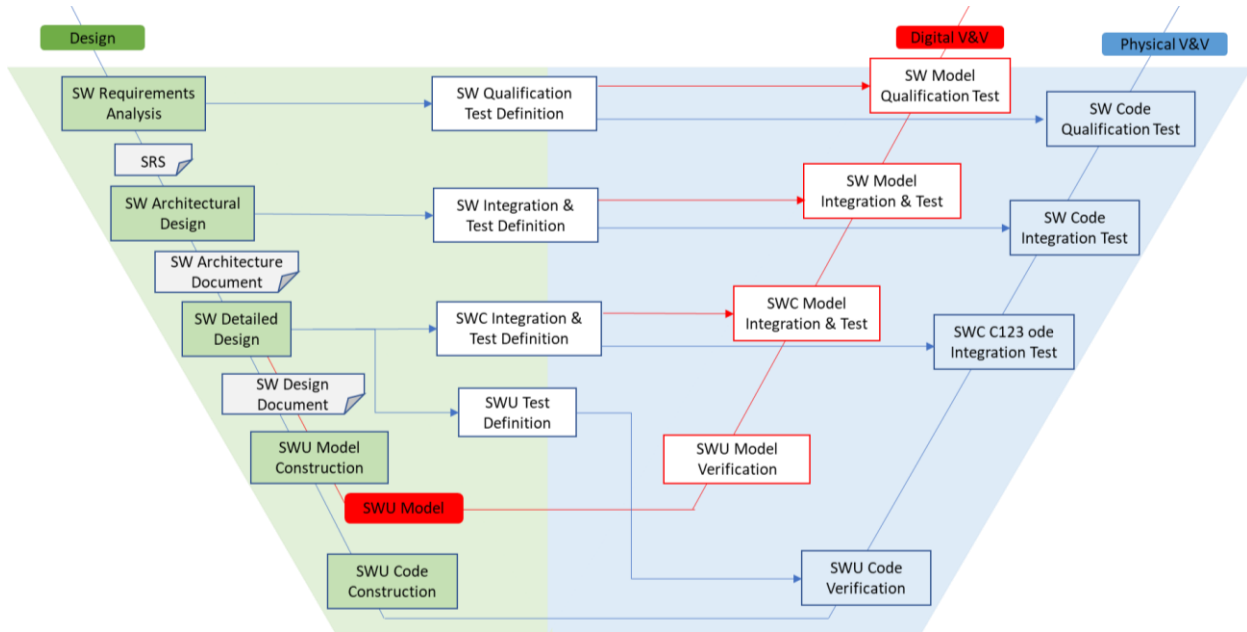 Design
Digital V&V
Physical V&V
SW Requirements
Analysis
SW Qualification
Test Definition
SW Model
Qualification Test
SW Code
Qualification Test
SRS
SW Architectural
Design
SW Integration &
Test Definition
SW Model
Integration & Test
SW Code
Integration Test
SW Architecture
Document
SW Detailed
Design
SWC Integration &
Test Definition
SWC Model
Integration & Test
SWC C123 ode
Integration Test
SW Design
Document
SWU Test
Definition
SWU Model
Construction
SWU Model
Verification
SWU Model
SWU Code
Construction
SWU Code
Verification